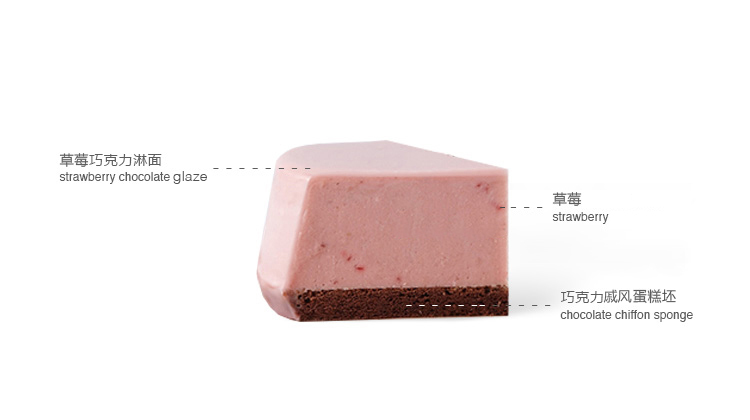 草莓巧克力淋面
strawberry chocolate glaze
草莓
strawberry
巧克力戚风蛋糕坯
chocolate chiffon sponge